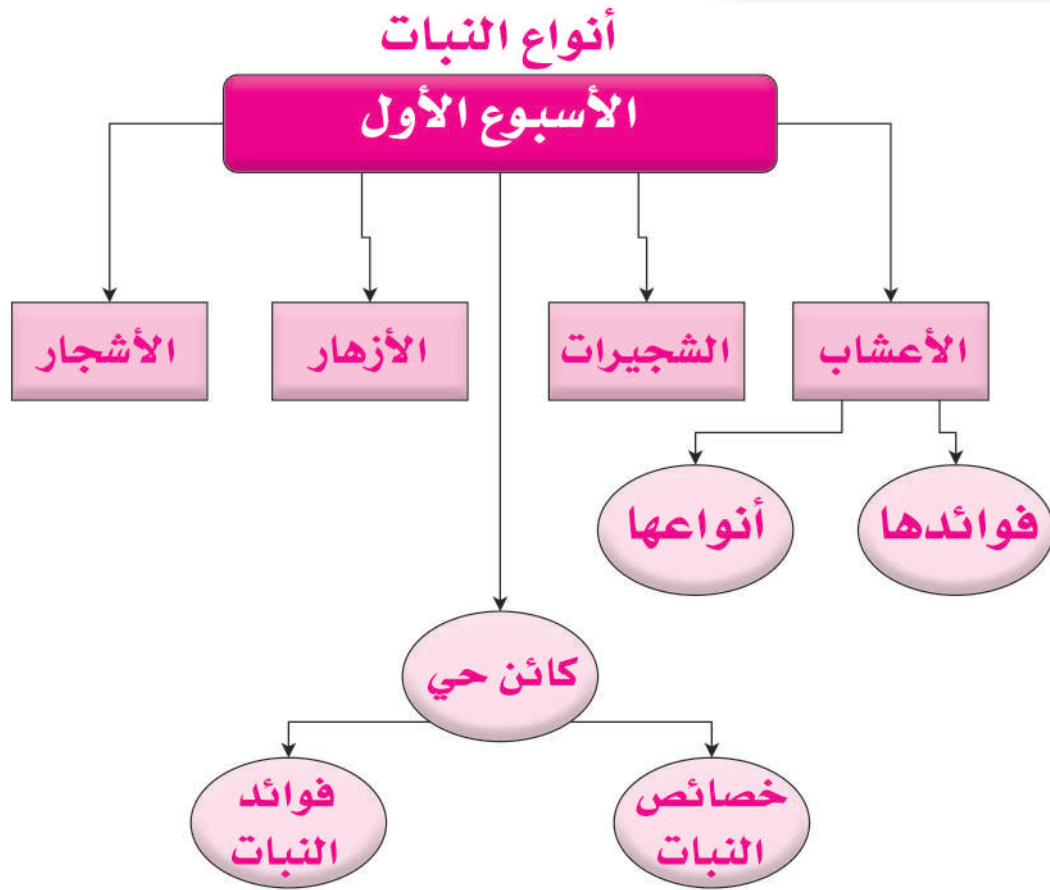 أنواع النبات
الأسبوع الأول
الأعشاب
الشجيرات
الأزهار
الأشجار
فوائدها
أنواعها
كائن حي
خصائص
النبات
فوائد
النبات